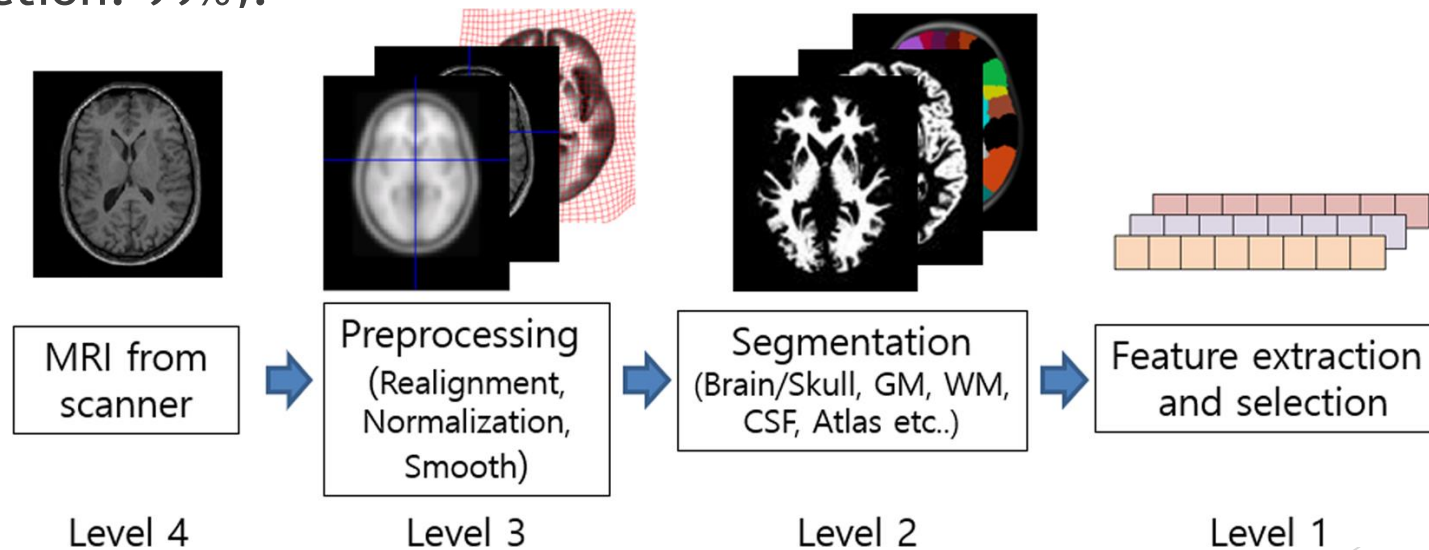 MRI from
scanner
Preprocessing
(Realignment,
Normalization,
Smooth)
Segmentation
(Brain/Skull, GM, WM,
CSF, Atlas etc..)
Feature extraction
and selection
Level 4
Level 3
Level 2
Level 1